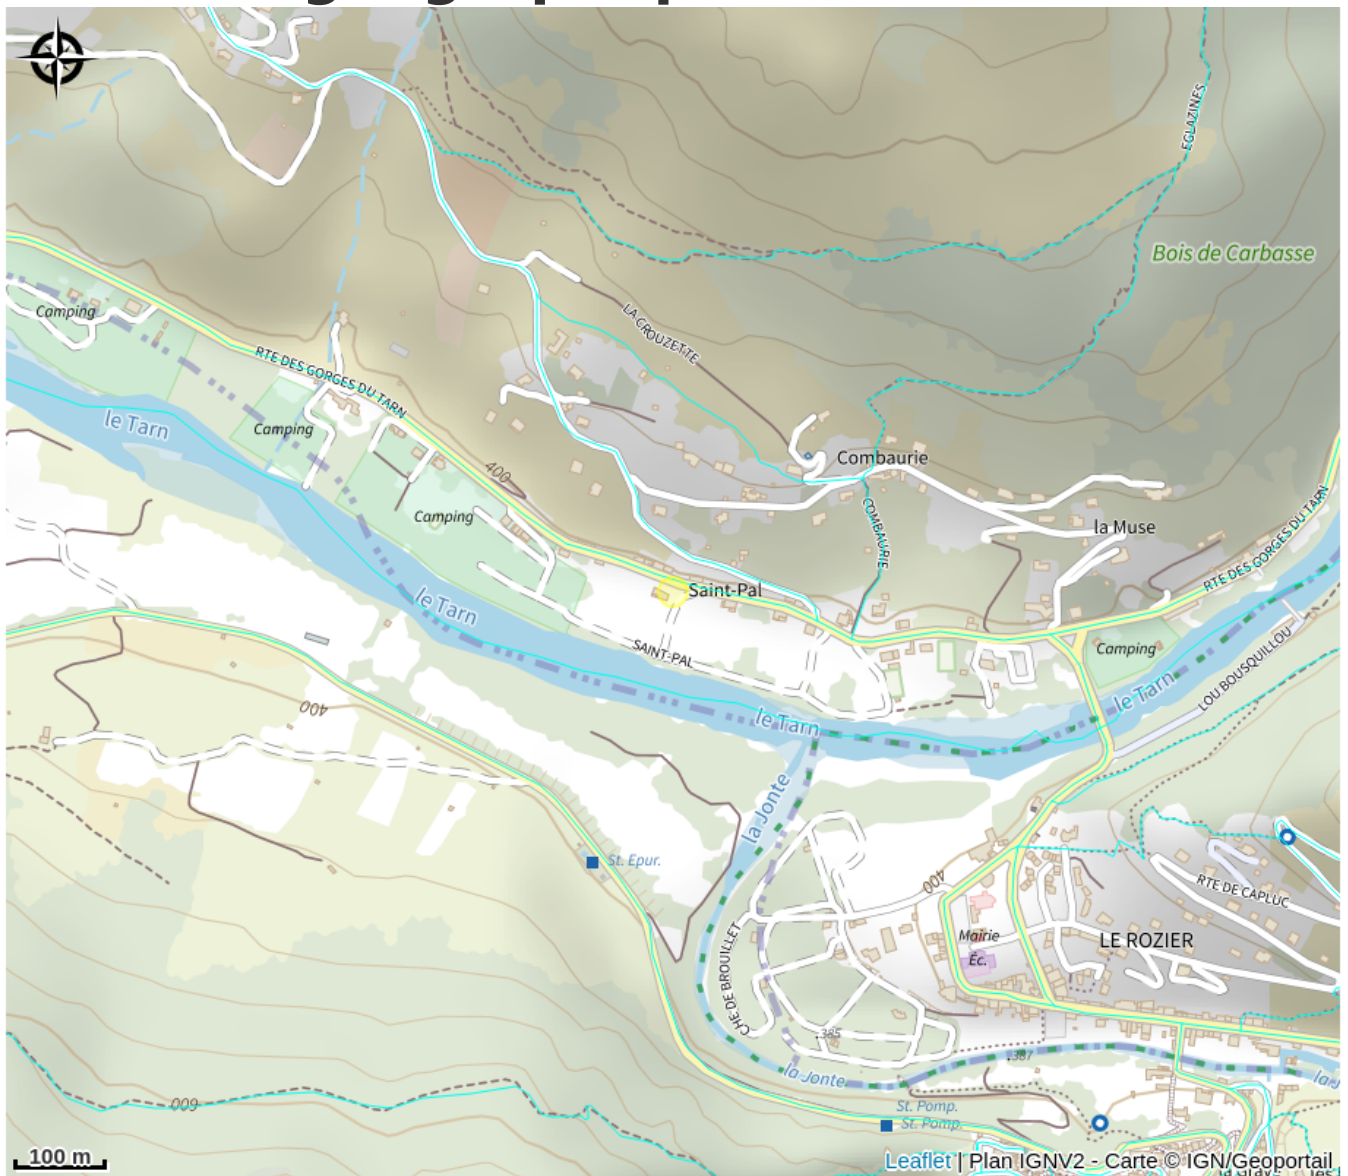 EGLAZINES
Bois de Carbasse
Camping
LA CROUZETTE
RTE DES GORGES DU TARN
le Tarn
Camping
Combaurie
400
Camping
COMBAURIE
la Muse
RTE DES GORGES DU TARN
Saint-Pal
le Tarn
SAINT-PAL
Camping
LOU BOUSQUILLOU
le Tarn
400
le Tarn
la Jonte
St. Epur.
400
RTE DE CAPLUC
Mairie
LE ROZIER
Éc.
CHE DE BROUILLET
385
387
la Jonte
600
St. Pomp.
St. Pomp.
100 m
Leaflet | Plan IGNV2 - Carte © IGN/Geoportail